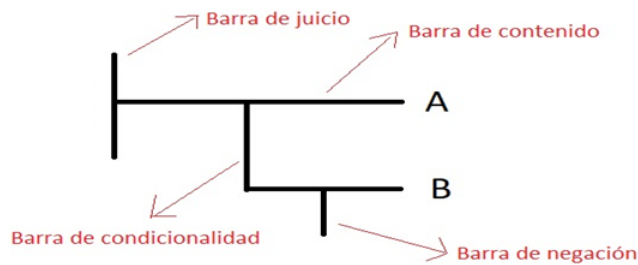 Barra de juicio
Barra de contenido
A
B
Barra de condicionalidad
Barra de negación